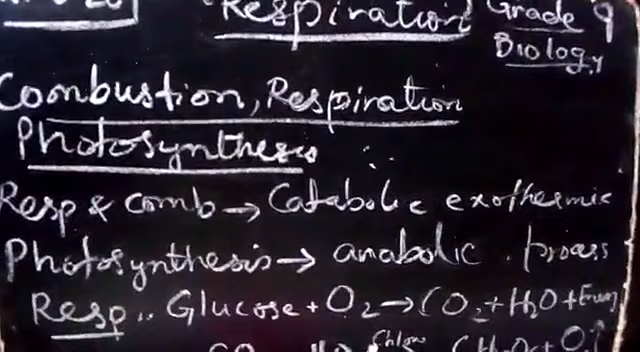 Respiration Grade 9
Biology
Combustion, Respiration
Photosynthesis
Resp & comb → Catabolic exothermic
Photosynthesis → anabolic process
Resp.. Glucose + O2 → CO2 + H2O + Energy